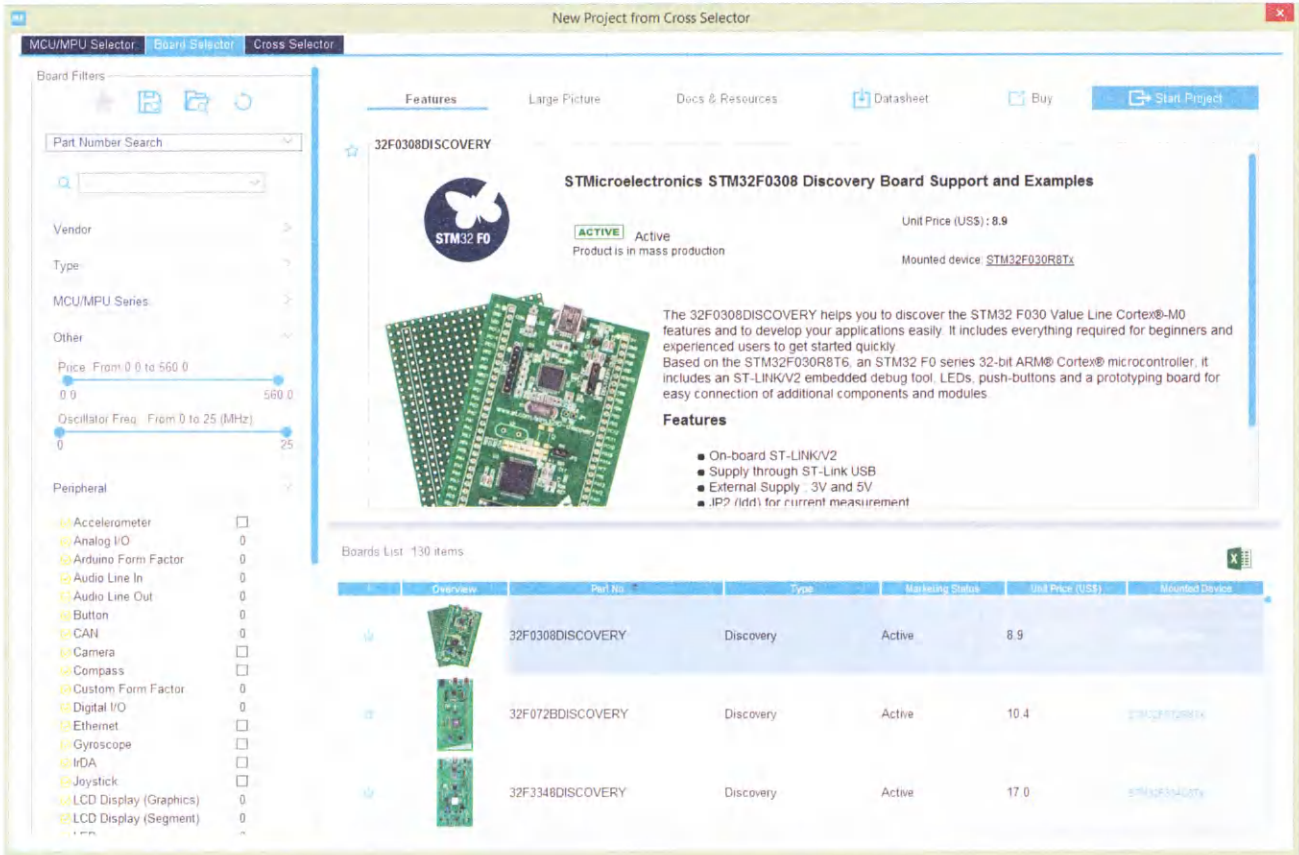 MX
New Project from Cross Selector
MCU/MPU Selector Board Selector Cross Selector
Board Filters
Part Number Search
Vendor
Type
MCU/MPU Series
Other
Price From 0.0 to 560.0
0.0 560.0
Oscillator Freq. From 0 to 25 (MHz)
0 25
Peripheral
Accelerometer
Analog I/O 0
Arduino Form Factor 0
Audio Line In 0
Audio Line Out 0
Button 0
CAN 0
Camera
Compass
Custom Form Factor 0
Digital I/O 0
Ethernet
Gyroscope
IrDA
Joystick
LCD Display (Graphics) 0
LCD Display (Segment) 0
Features Large Picture Docs & Resources Datasheet Buy Start Project
32F0308DISCOVERY
STM32 F0
STMicroelectronics STM32F0308 Discovery Board Support and Examples
ACTIVE Active
Product is in mass production
Unit Price (US$) : 8.9
Mounted device: STM32F030R8Tx
The 32F0308DISCOVERY helps you to discover the STM32 F030 Value Line Cortex®-M0
features and to develop your applications easily. It includes everything required for beginners and
experienced users to get started quickly.
Based on the STM32F030R8T6, an STM32 F0 series 32-bit ARM® Cortex® microcontroller, it
includes an ST-LINK/V2 embedded debug tool, LEDs, push-buttons and a prototyping board for
easy connection of additional components and modules.
Features
On-board ST-LINK/V2
Supply through ST-Link USB
External Supply : 3V and 5V
JP2 (Idd) for current measurement
Boards List: 130 items
Overview Part No Type Marketing Status Unit Price (US$) Mounted Device
32F0308DISCOVERY Discovery Active 8.9
32F072BDISCOVERY Discovery Active 10.4 STM32F072RBTx
32F3348DISCOVERY Discovery Active 17.0